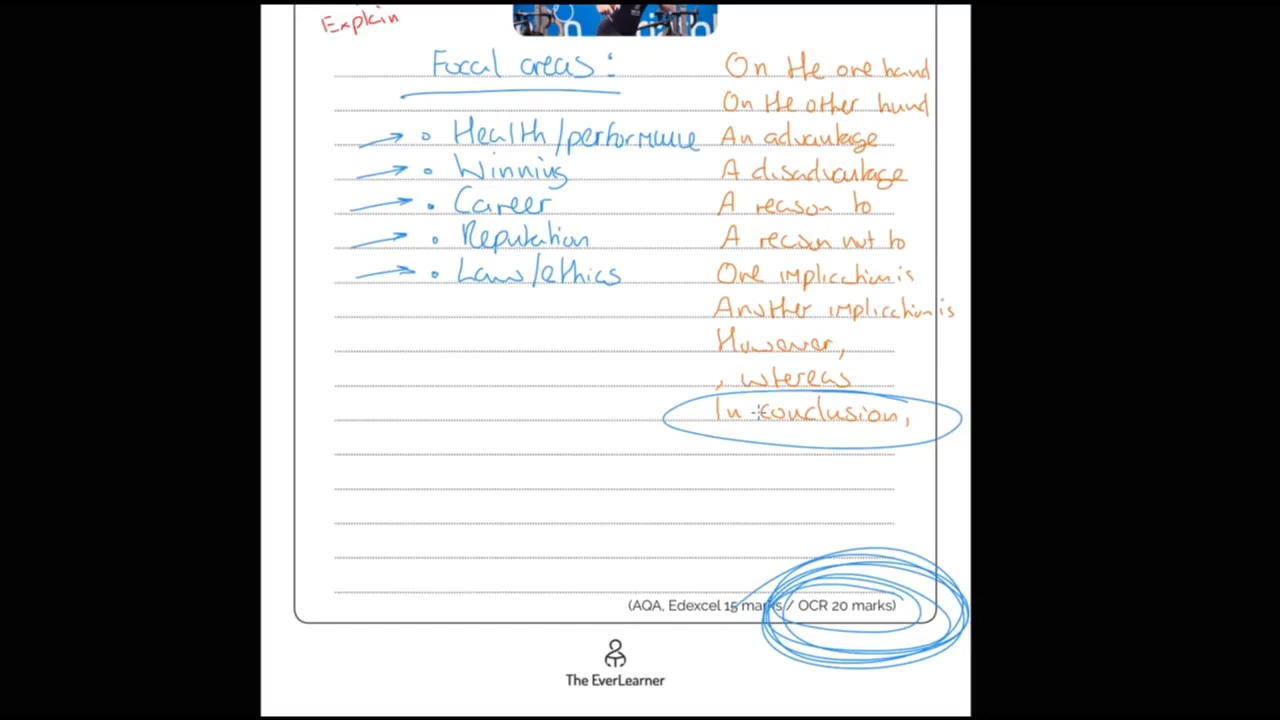 Explain
Focal areas:
• Health/performance
• Winning
• Career
• Reputation
• Law/ethics
On the one hand
On the other hand
An advantage
A disadvantage
A reason to
A reason not to
One implication is
Another implication is
However,
, whereas
In conclusion,
(AQA, Edexcel 15 marks / OCR 20 marks)
The EverLearner